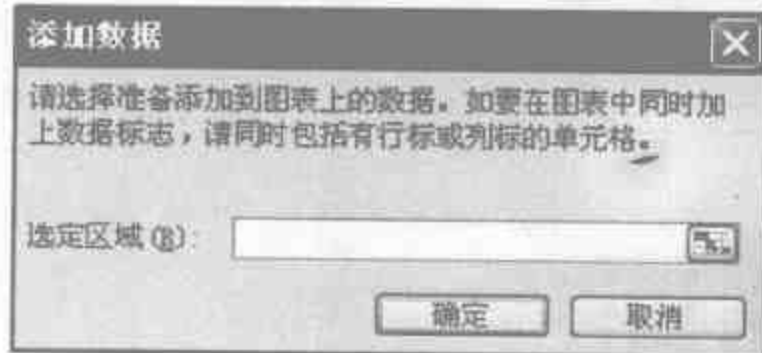 添加数据
请选择准备添加到图表上的数据。如要在图表中同时加
上数据标志，请同时包括有行标或列标的单元格。
选定区域(R):
确定
取消